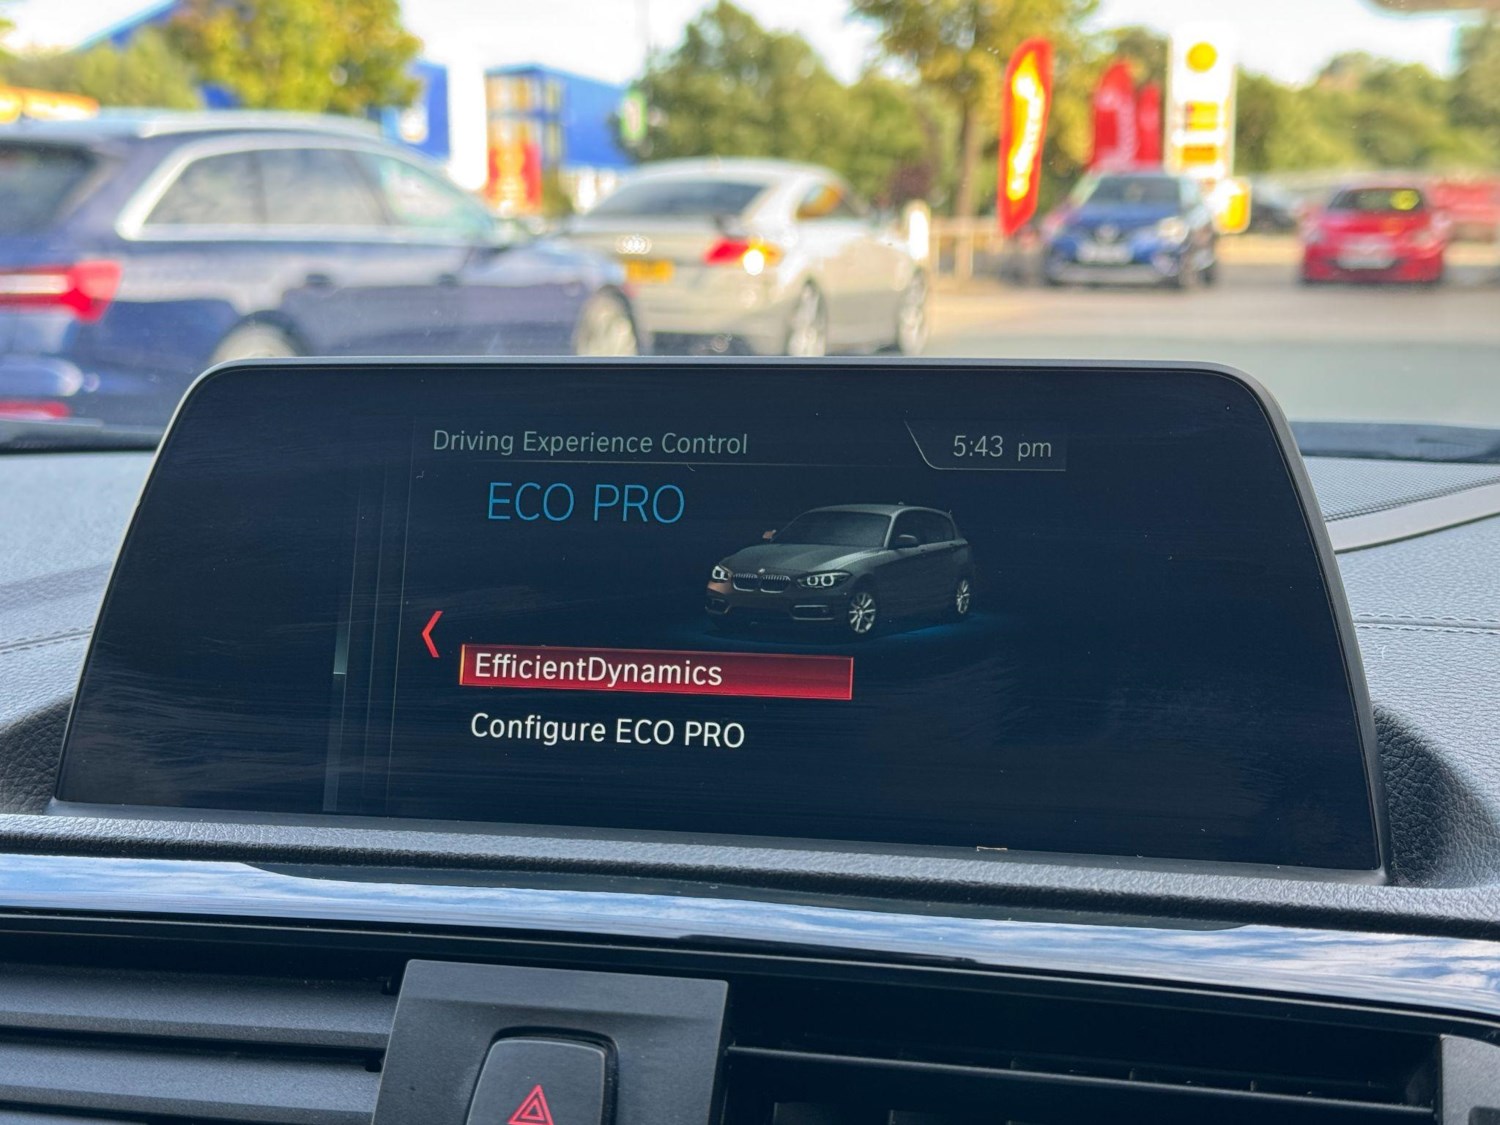 Driving Experience Control
5:43 pm
ECO PRO
EfficientDynamics
Configure ECO PRO